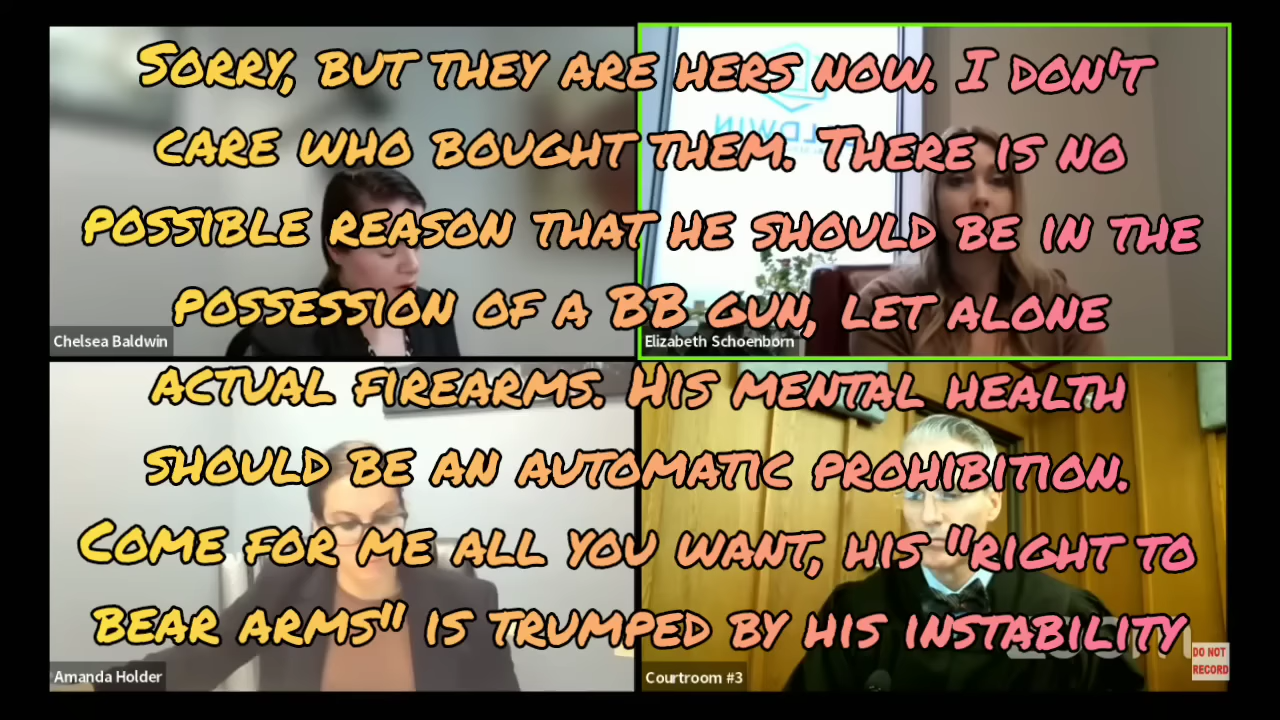 Sorry, but they are hers now. I don't
care who bought them. There is no
possible reason that he should be in the
possession of a BB gun, let alone
actual firearms. His mental health
should be an automatic prohibition.
Come for me all you want, his "right to
bear arms" is trumped by his instability
Chelsea Baldwin
Elizabeth Schoenborn
Amanda Holder
Courtroom #3
DO NOT
RECORD